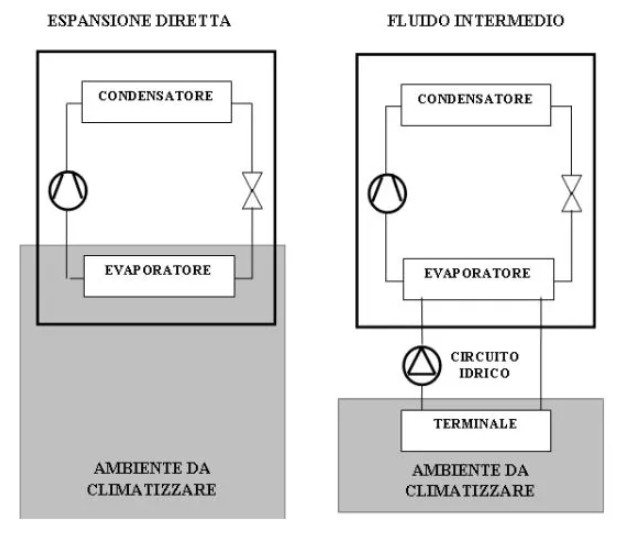 ESPANSIONE DIRETTA
CONDENSATORE
EVAPORATORE
AMBIENTE DA
CLIMATIZZARE
FLUIDO INTERMEDIO
CONDENSATORE
EVAPORATORE
CIRCUITO
IDRICO
TERMINALE
AMBIENTE DA
CLIMATIZZARE